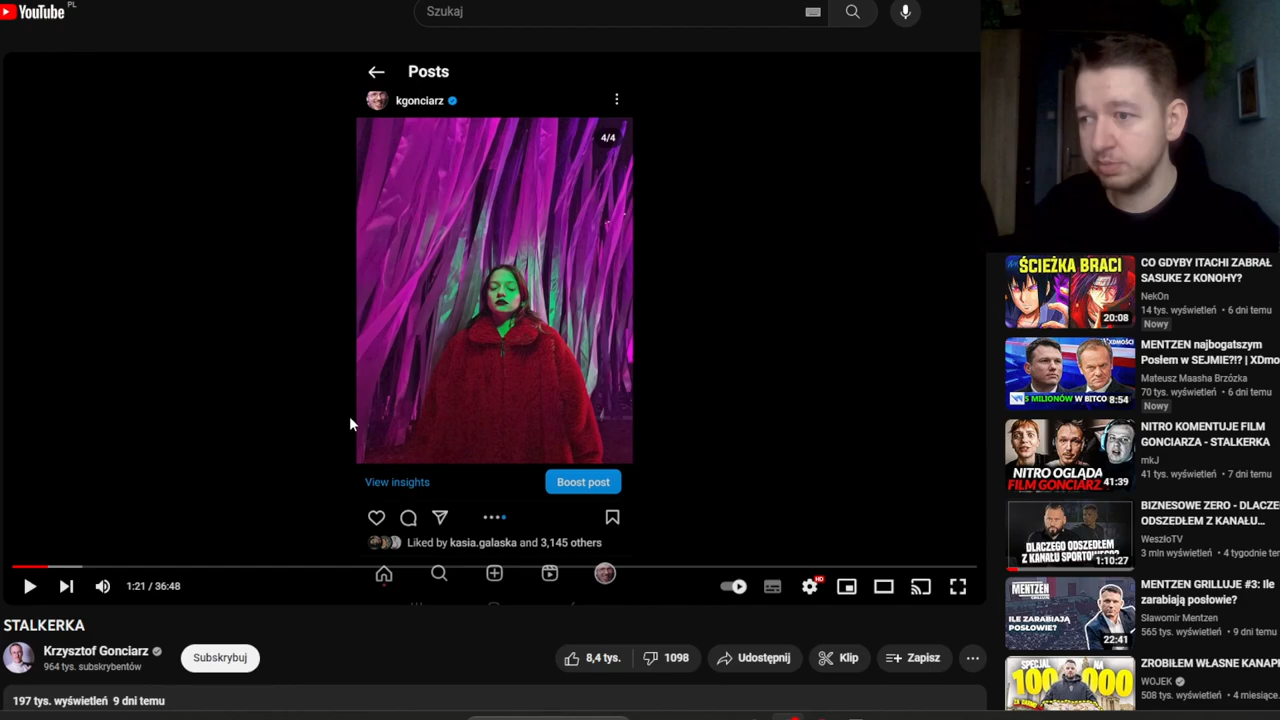 YouTube PL
Szukaj
Posts
kgonciarz
4/4
View insights
Boost post
Liked by kasia.galaska and 3,145 others
1:21 / 36:48
HD
STALKERKA
Krzysztof Gonciarz
964 tys. subskrybentów
Subskrybuj
8,4 tys.
1098
Udostępnij
Klip
Zapisz
197 tys. wyświetleń 9 dni temu
ŚCIEŻKA BRACI
20:08
CO GDYBY ITACHI ZABRAŁ
SASUKE Z KONOHY?
NekOn
14 tys. wyświetleń • 6 dni temu
Nowy
5 MILIONÓW W BITCO
8:54
MENTZEN najbogatszym
Posłem w SEJMIE?!? | XDmo
Mateusz Maasha Brzózka
70 tys. wyświetleń • 6 dni temu
Nowy
NITRO OGLĄDA
FILM GONCIARZA
41:39
NITRO KOMENTUJE FILM
GONCIARZA - STALKERKA
mkJ
41 tys. wyświetleń • 7 dni temu
DLACZEGO ODSZEDŁEM
Z KANAŁU SPORTOWEGO?
1:10:27
BIZNESOWE ZERO - DLACZE
ODSZEDŁEM Z KANAŁU...
WeszłoTV
3 mln wyświetleń • 4 tygodnie te
MENTZEN
GRILLUJE
ILE ZARABIAJĄ
POSŁOWIE?
22:41
MENTZEN GRILLUJE #3: Ile
zarabiają posłowie?
Sławomir Mentzen
565 tys. wyświetleń • 9 dni tem
SPECJAL NA
100 000
ZROBIŁEM WŁASNE KANAP
WOJEK
508 tys. wyświetleń • 4 miesiące